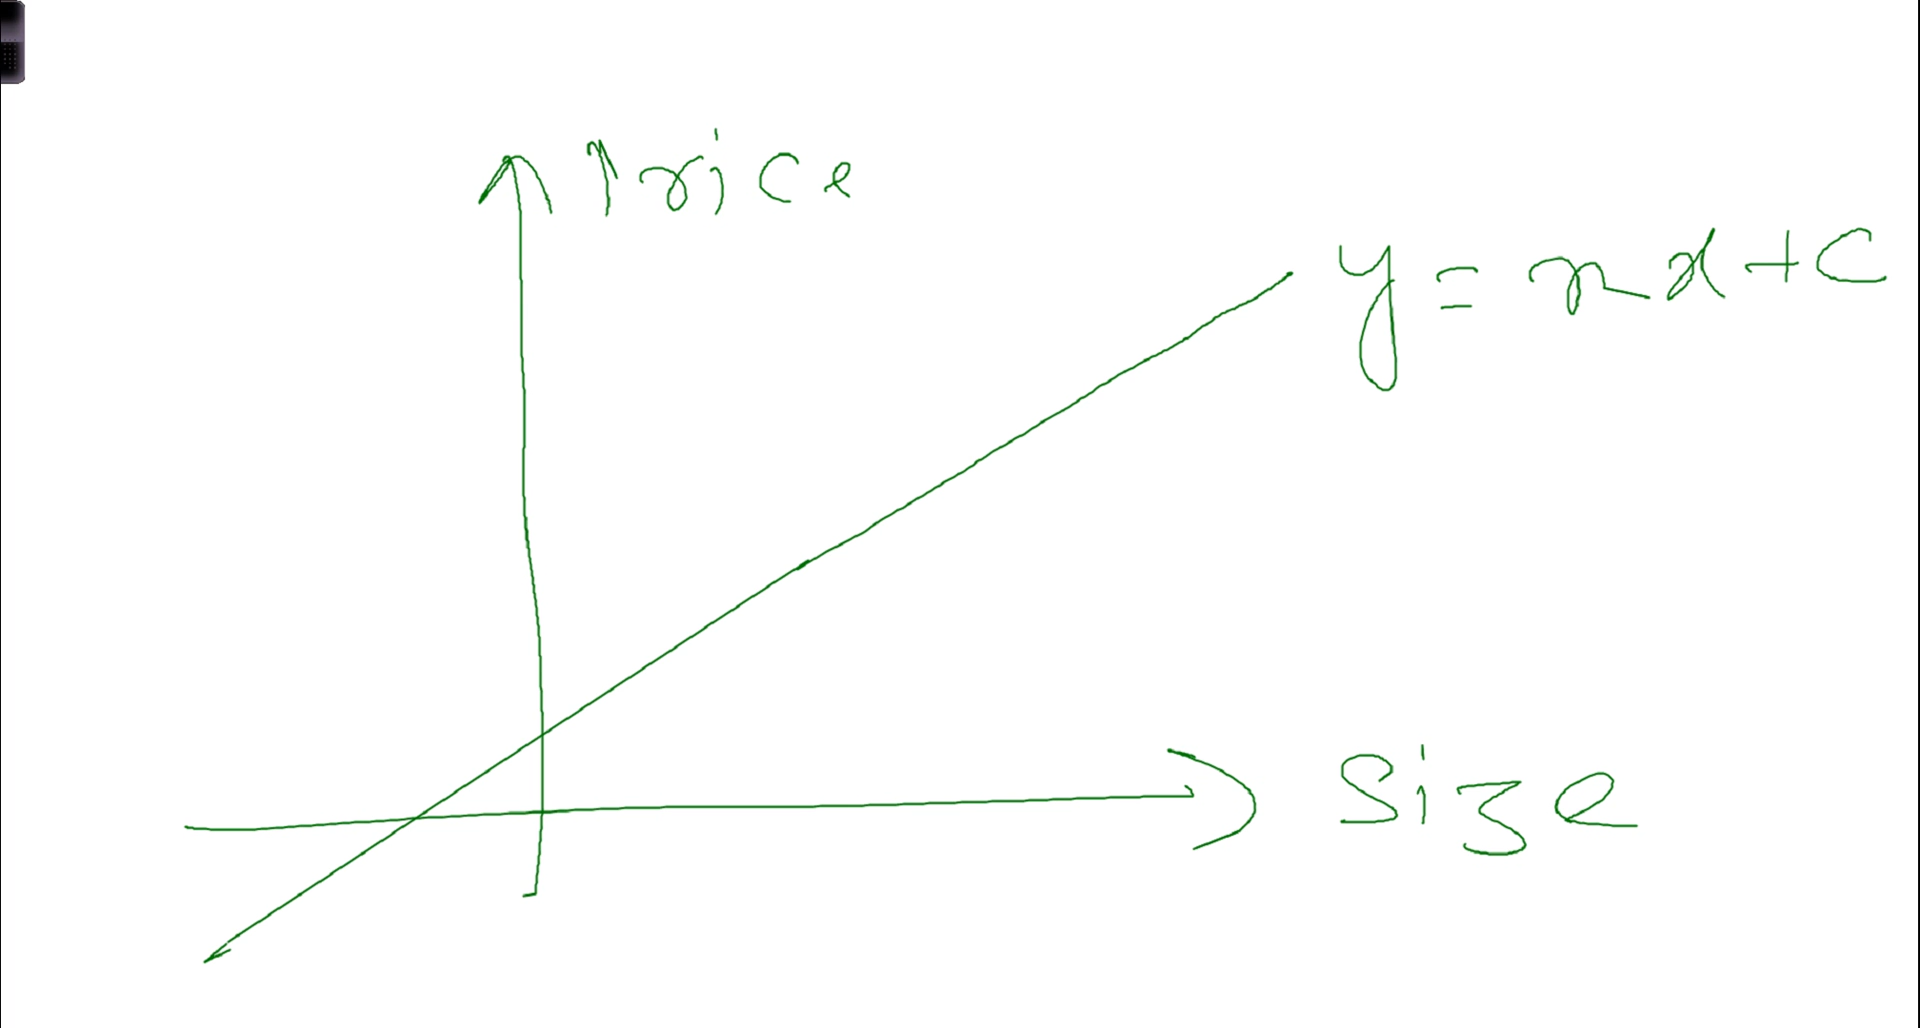 Price
y = mx + c
Size